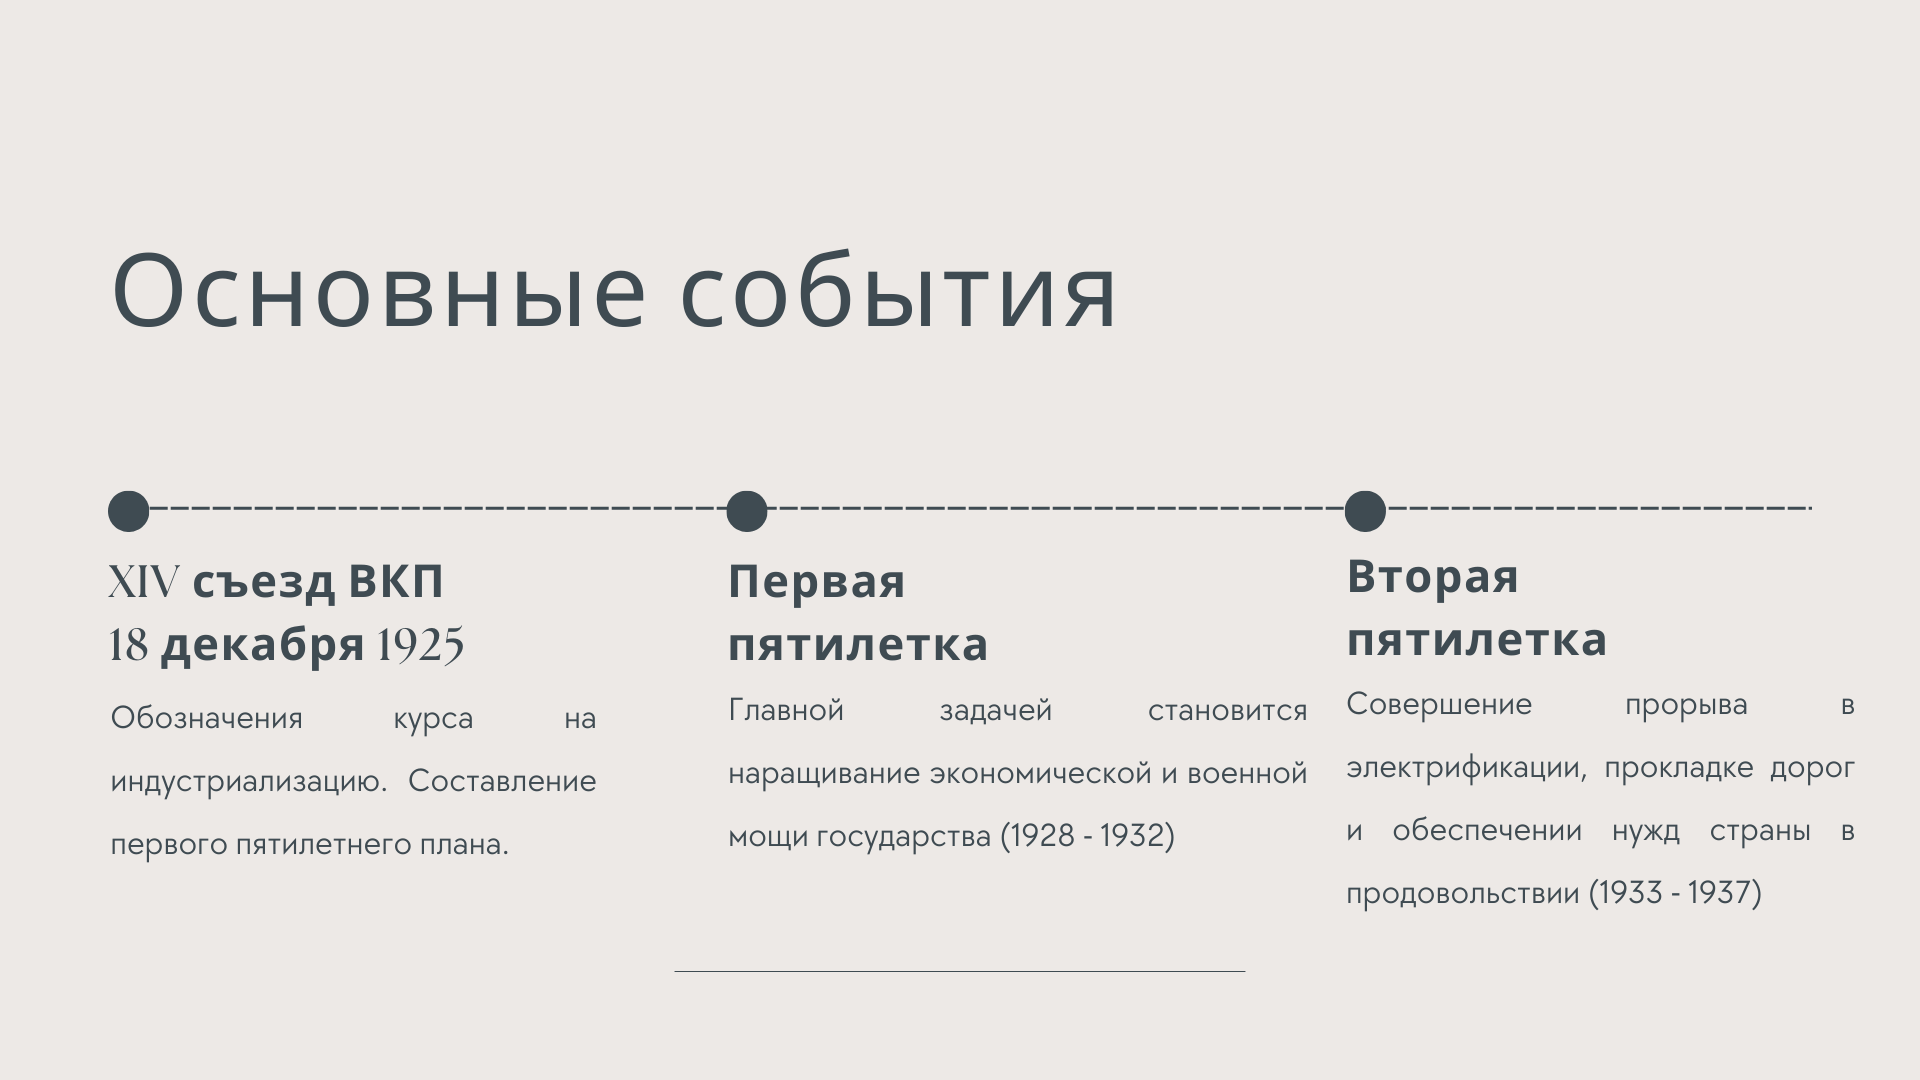 Основные события
XIV съезд ВКП
18 декабря 1925
Обозначения курса на
индустриализацию. Составление
первого пятилетнего плана.
Первая
пятилетка
Главной задачей становится
наращивание экономической и военной
мощи государства (1928 - 1932)
Вторая
пятилетка
Совершение прорыва в
электрификации, прокладке дорог
и обеспечении нужд страны в
продовольствии (1933 - 1937)